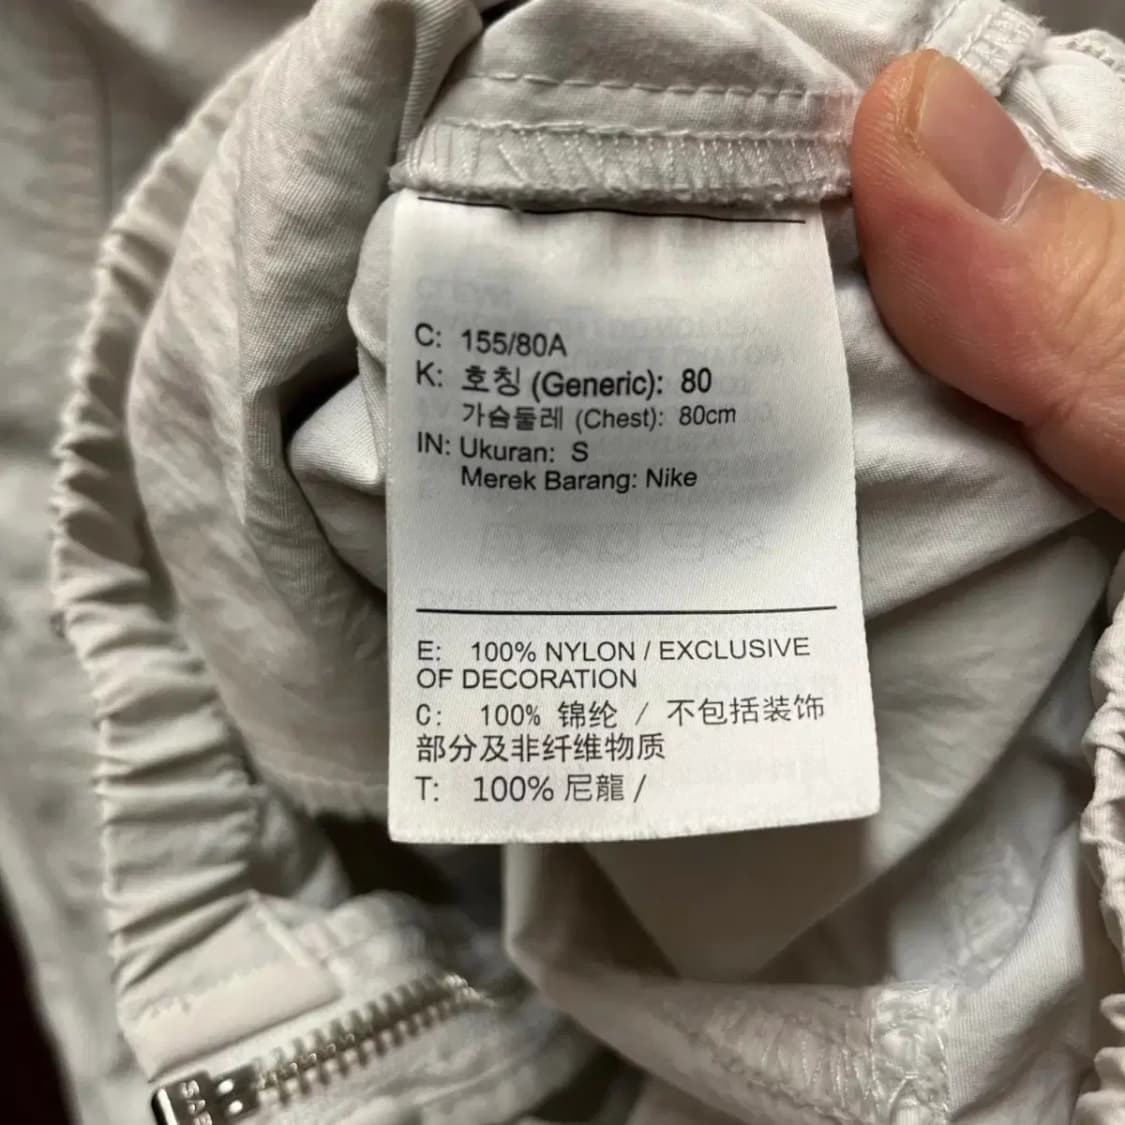 C: 155/80A
K: 호칭 (Generic): 80
가슴둘레 (Chest): 80cm
IN: Ukuran: S
Merek Barang: Nike
E: 100% NYLON / EXCLUSIVE
OF DECORATION
C: 100% 锦纶 / 不包括装饰
部分及非纤维物质
T: 100% 尼龍 /